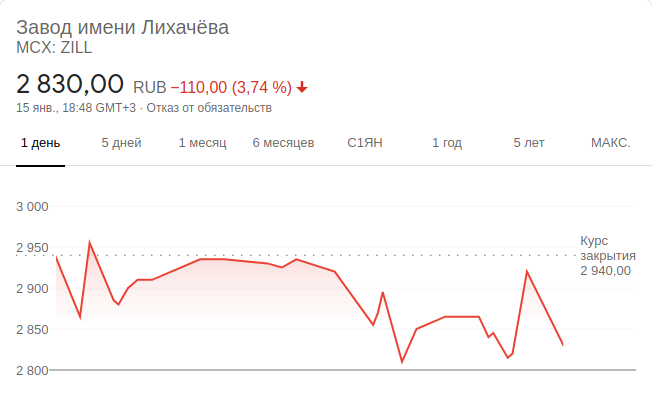 Завод имени Лихачёва
MCX: ZILL
2 830,00 RUB −110,00 (3,74 %)
15 янв., 18:48 GMT+3 · Отказ от обязательств
1 день 5 дней 1 месяц 6 месяцев С1ЯН 1 год 5 лет МАКС.
3 000
2 950
2 900
2 850
2 800
Курс
закрытия
2 940,00